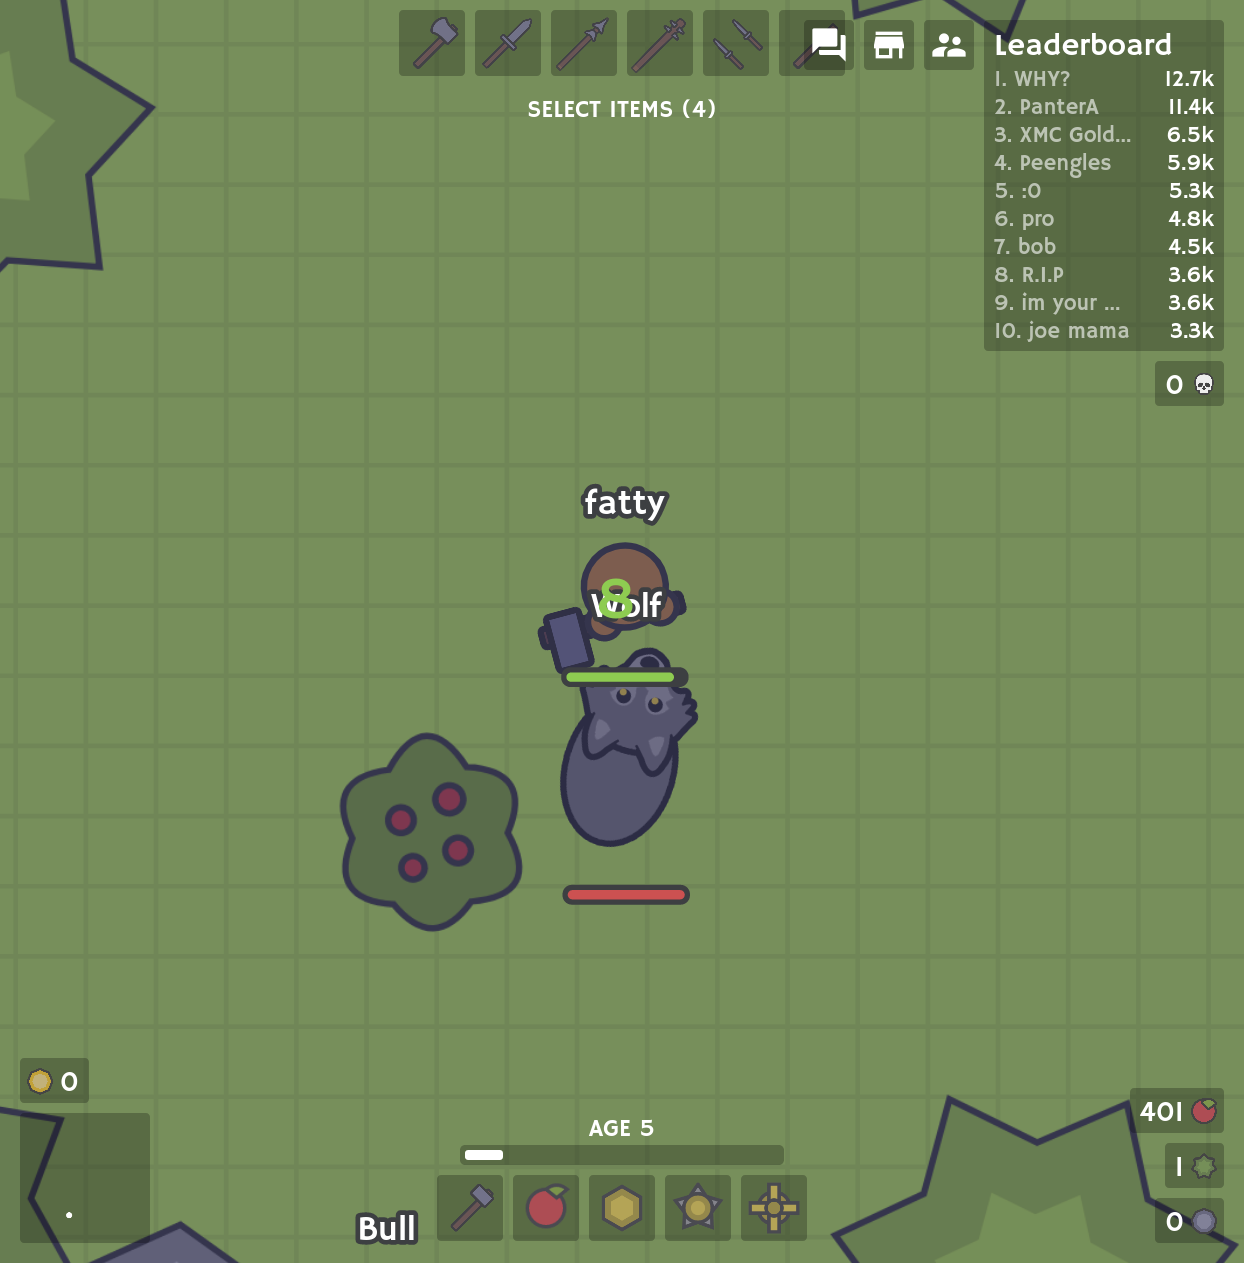 SELECT ITEMS (4)
Leaderboard
1. WHY? 12.7k
2. PanterA 11.4k
3. XMC Gold... 6.5k
4. Peengles 5.9k
5. :0 5.3k
6. pro 4.8k
7. bob 4.5k
8. R.I.P 3.6k
9. im your ... 3.6k
10. joe mama 3.3k
0
fatty
8
Wolf
0
401
AGE 5
1
Bull
0